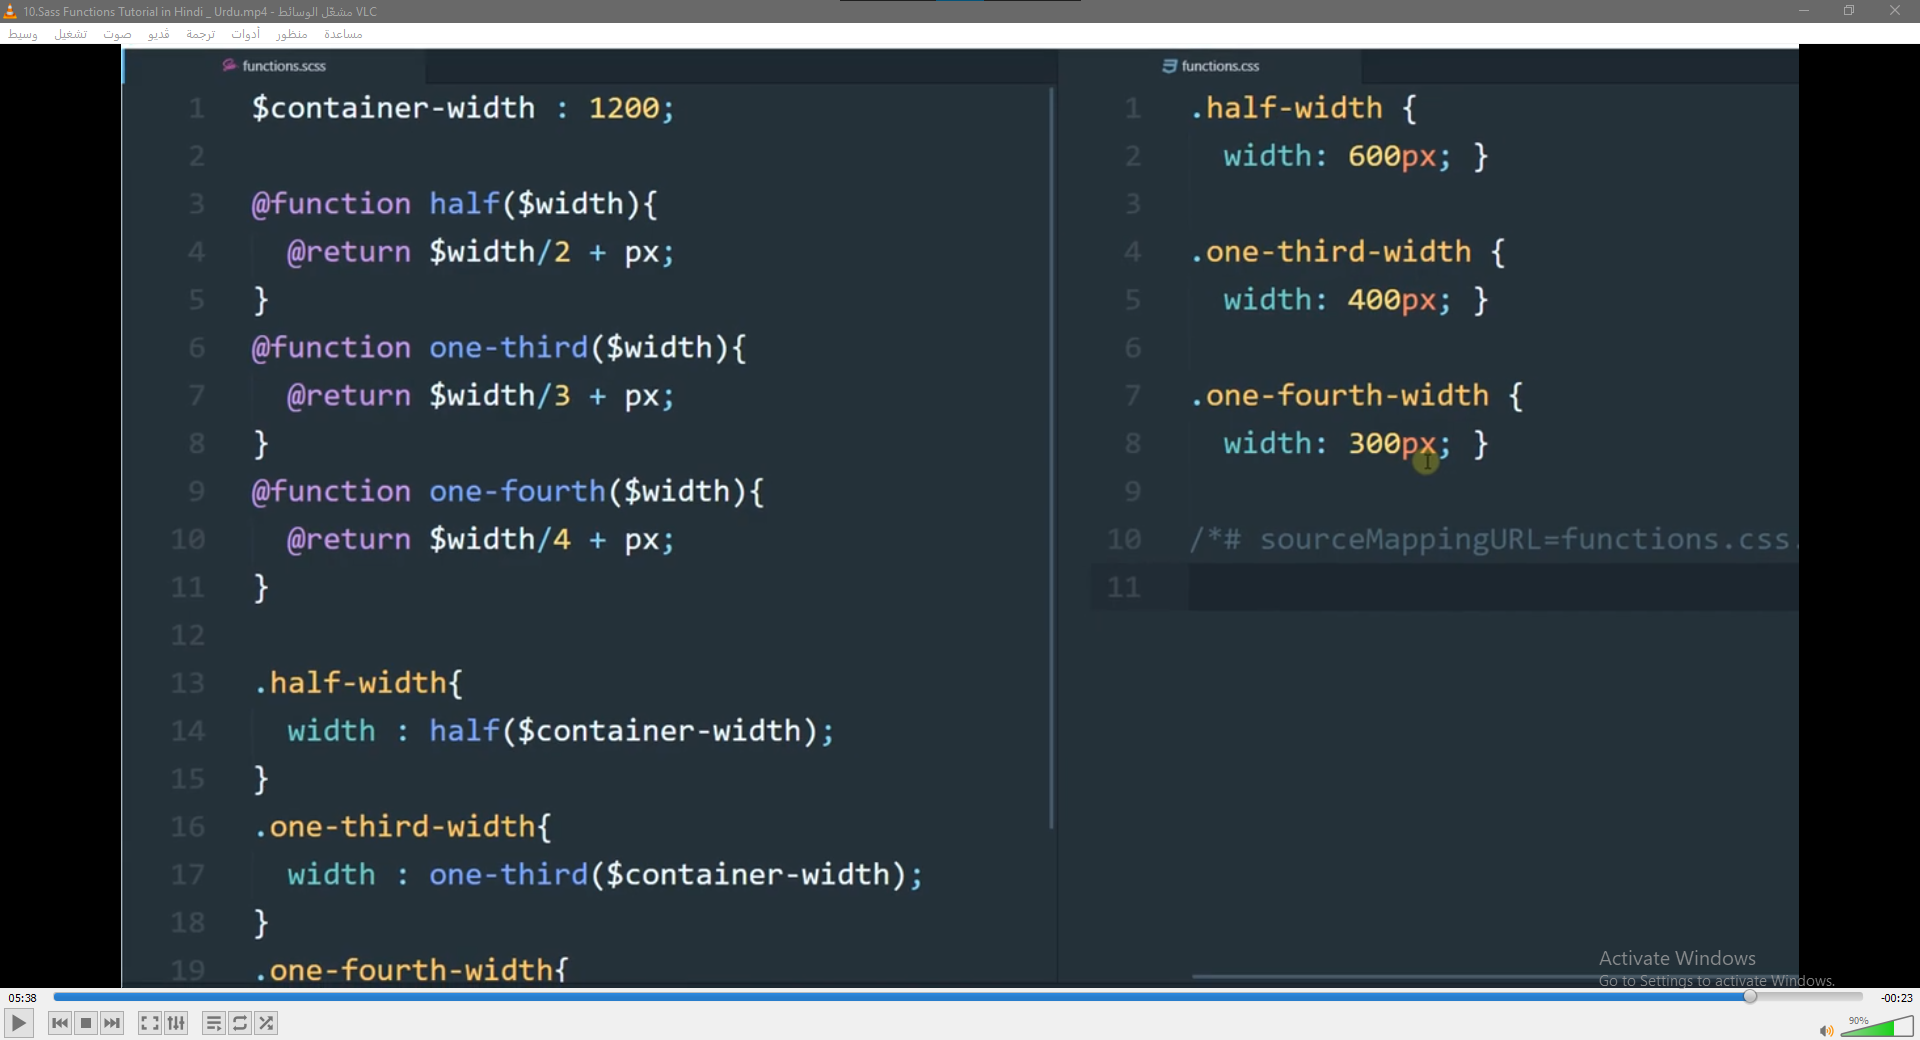 10.Sass Functions Tutorial in Hindi _ Urdu.mp4 - مشغّل الوسائط VLC
وسيط تشغيل صوت ڤديو ترجمة أدوات منظور مساعدة
functions.scss
1 $container-width : 1200;
2
3 @function half($width){
4 @return $width/2 + px;
5 }
6 @function one-third($width){
7 @return $width/3 + px;
8 }
9 @function one-fourth($width){
10 @return $width/4 + px;
11 }
12
13 .half-width{
14 width : half($container-width);
15 }
16 .one-third-width{
17 width : one-third($container-width);
18 }
19 .one-fourth-width{
functions.css
1 .half-width {
2 width: 600px; }
3
4 .one-third-width {
5 width: 400px; }
6
7 .one-fourth-width {
8 width: 300px; }
9
10 /*# sourceMappingURL=functions.css.
11
Activate Windows
Go to Settings to activate Windows.
05:38
-00:23
90%